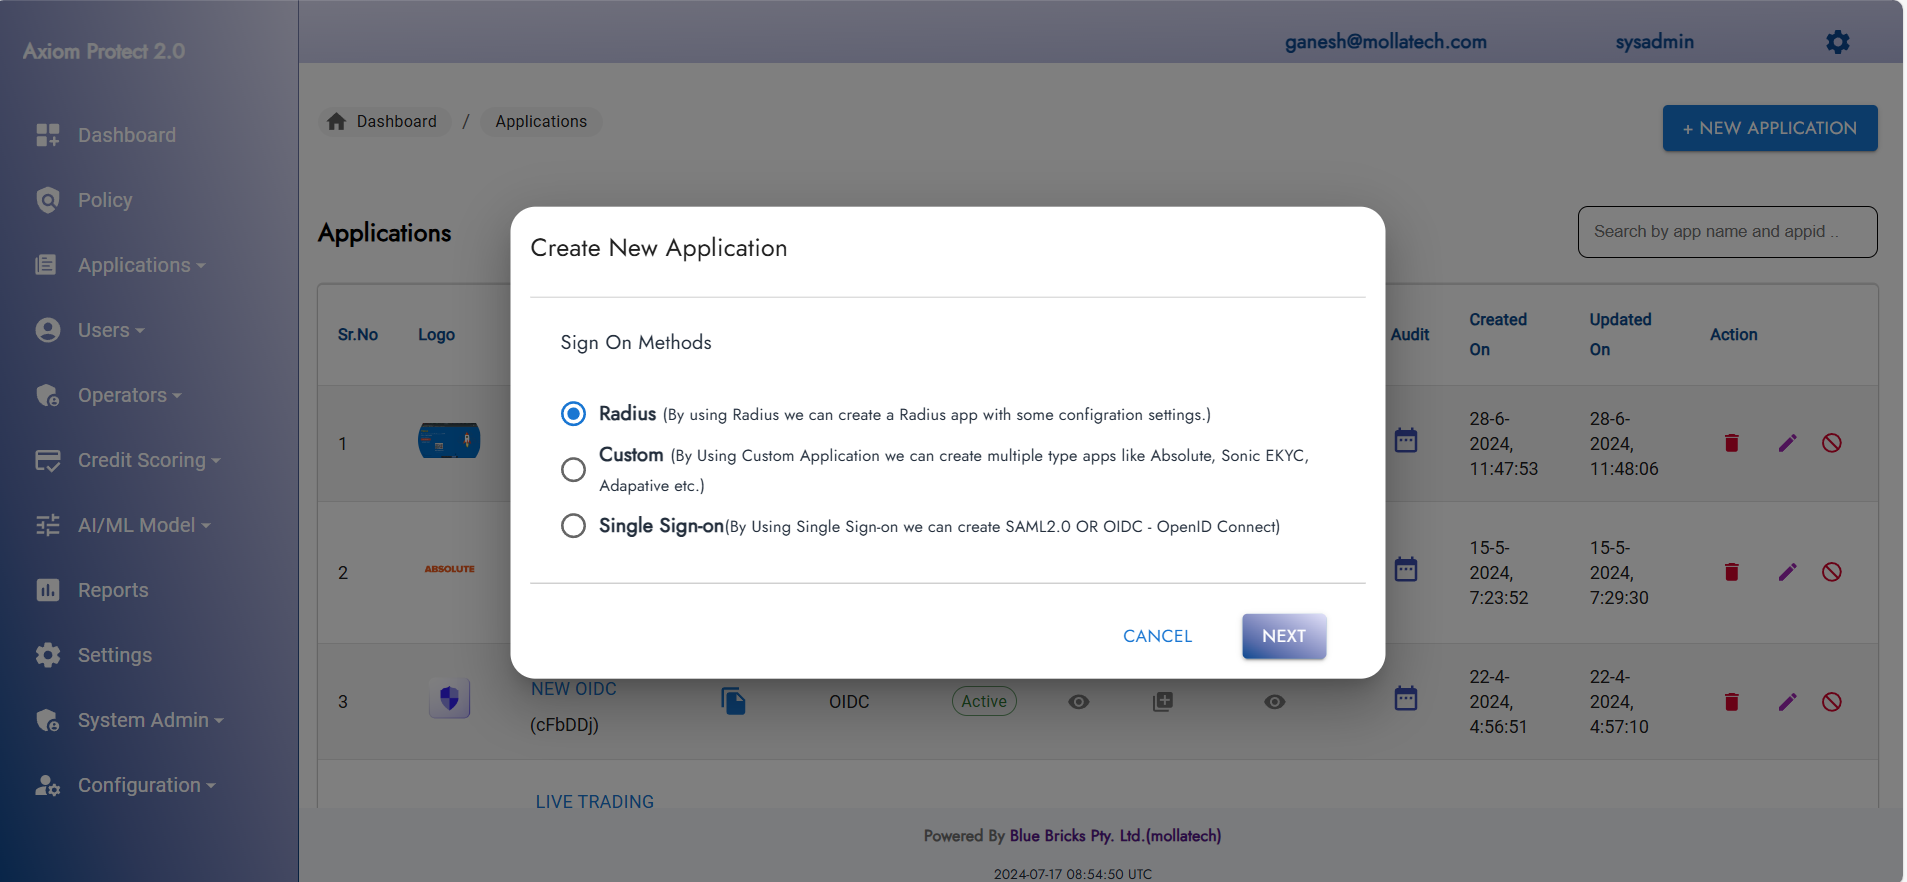 Axiom Protect 2.0
ganesh@mollatech.com
sysadmin
Dashboard
Policy
Applications
Users
Operators
Credit Scoring
AI/ML Model
Reports
Settings
System Admin
Configuration
Dashboard / Applications
+ NEW APPLICATION
Applications
Search by app name and appid ..
Sr.No Logo Audit Created On Updated On Action
1 28-6-2024, 11:47:53 28-6-2024, 11:48:06
2 ABSOLUTE 15-5-2024, 7:23:52 15-5-2024, 7:29:30
3 NEW OIDC (cFbDDj) OIDC Active 22-4-2024, 4:56:51 22-4-2024, 4:57:10
LIVE TRADING
Create New Application
Sign On Methods
Radius (By using Radius we can create a Radius app with some configration settings.)
Custom (By Using Custom Application we can create multiple type apps like Absolute, Sonic EKYC,
Adapative etc.)
Single Sign-on(By Using Single Sign-on we can create SAML2.0 OR OIDC - OpenID Connect)
CANCEL
NEXT
Powered By Blue Bricks Pty. Ltd.(mollatech)
2024-07-17 08:54:50 UTC